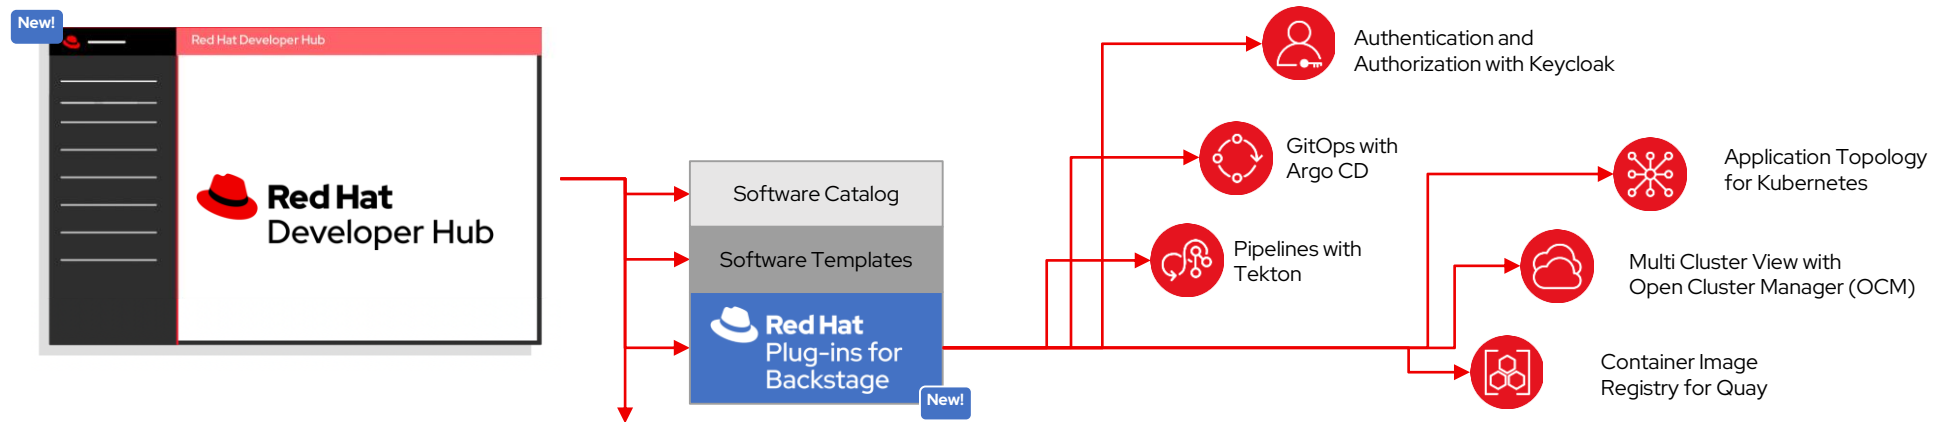 New!
Red Hat Developer Hub
Red Hat
Developer Hub
Software Catalog
Software Templates
Red Hat
Plug-ins for
Backstage
New!
Authentication and
Authorization with Keycloak
GitOps with
Argo CD
Pipelines with
Tekton
Application Topology
for Kubernetes
Multi Cluster View with
Open Cluster Manager (OCM)
Container Image
Registry for Quay